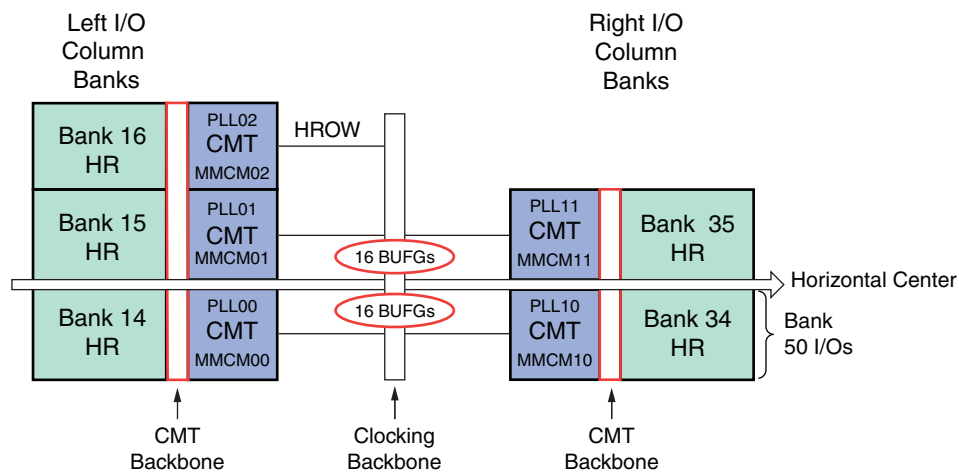 Left I/O
Column
Banks
Right I/O
Column
Banks
Bank 16
HR
PLL02
CMT
MMCM02
HROW
Bank 15
HR
PLL01
CMT
MMCM01
16 BUFGs
PLL11
CMT
MMCM11
Bank 35
HR
Horizontal Center
Bank 14
HR
PLL00
CMT
MMCM00
16 BUFGs
PLL10
CMT
MMCM10
Bank 34
HR
Bank
50 I/Os
CMT
Backbone
Clocking
Backbone
CMT
Backbone